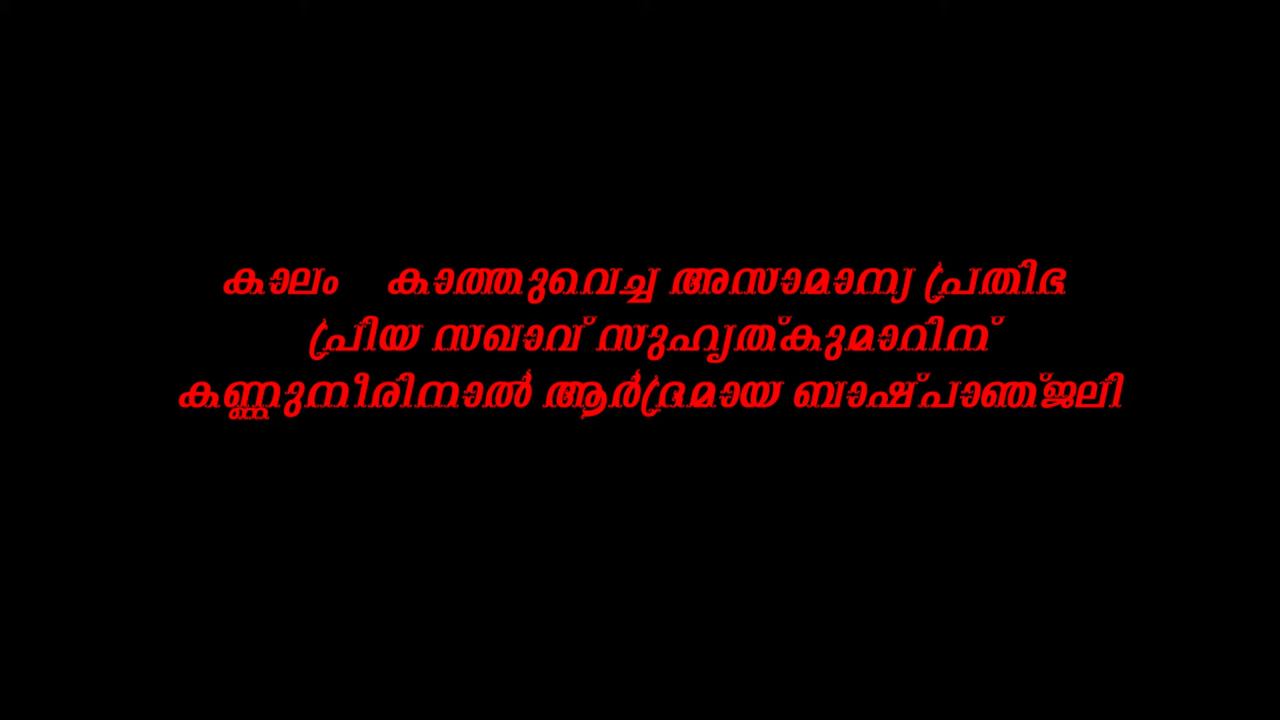 കാലം കാത്തുവെച്ച അസാമാന്യ പ്രതിഭ
പ്രിയ സഖാവ് സുഹൃത്കുമാറിന്
കണ്ണുനീരിനാൽ ആർദ്രമായ ബാഷ്പാഞ്ജലി